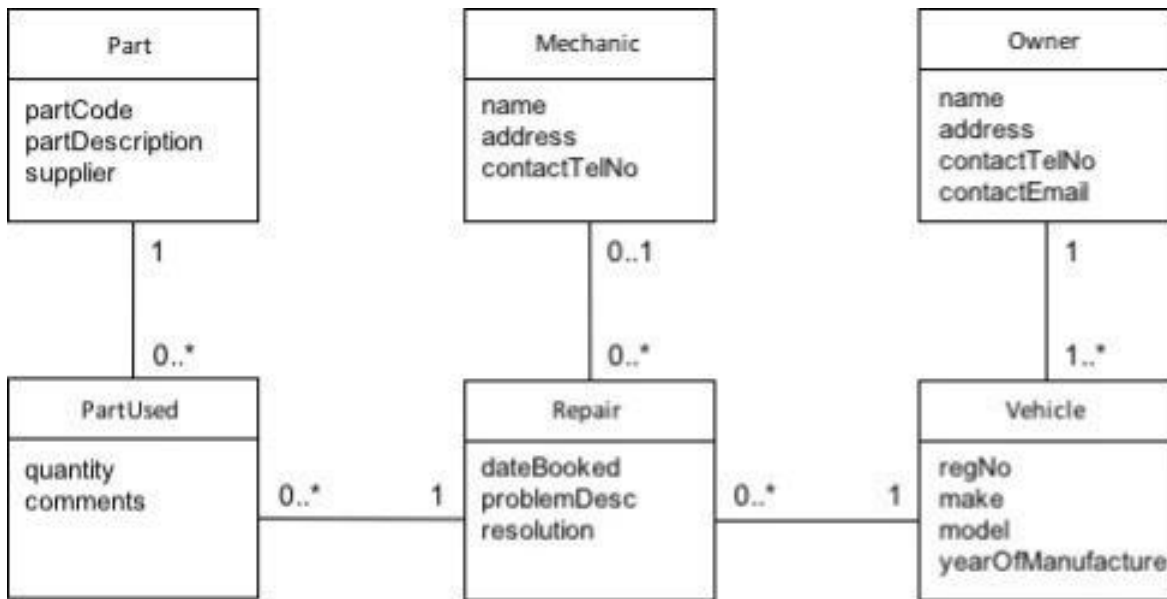 Part
partCode
partDescription
supplier
Mechanic
name
address
contactTelNo
Owner
name
address
contactTelNo
contactEmail
1
0..1
1
0..*
0..*
1..*
PartUsed
quantity
comments
0..*
1
Repair
dateBooked
problemDesc
resolution
0..*
1
Vehicle
regNo
make
model
yearOfManufacture